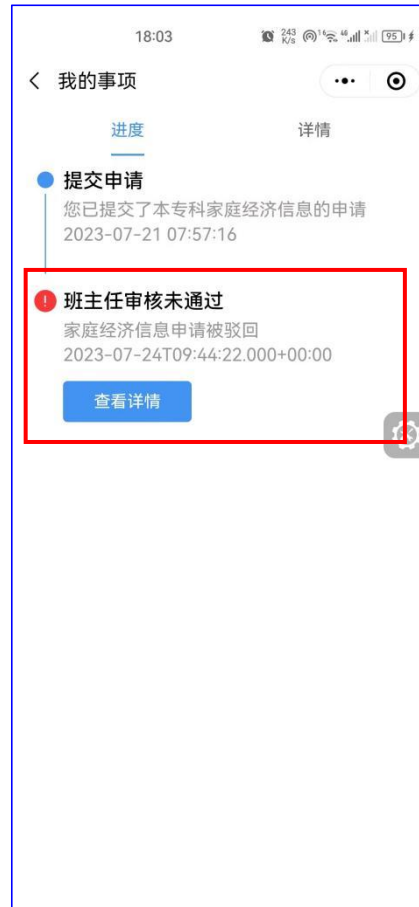 18:03
243 K/s 16 46 95
我的事项
进度
详情
提交申请
您已提交了本专科家庭经济信息的申请
2023-07-21 07:57:16
班主任审核未通过
家庭经济信息申请被驳回
2023-07-24T09:44:22.000+00:00
查看详情